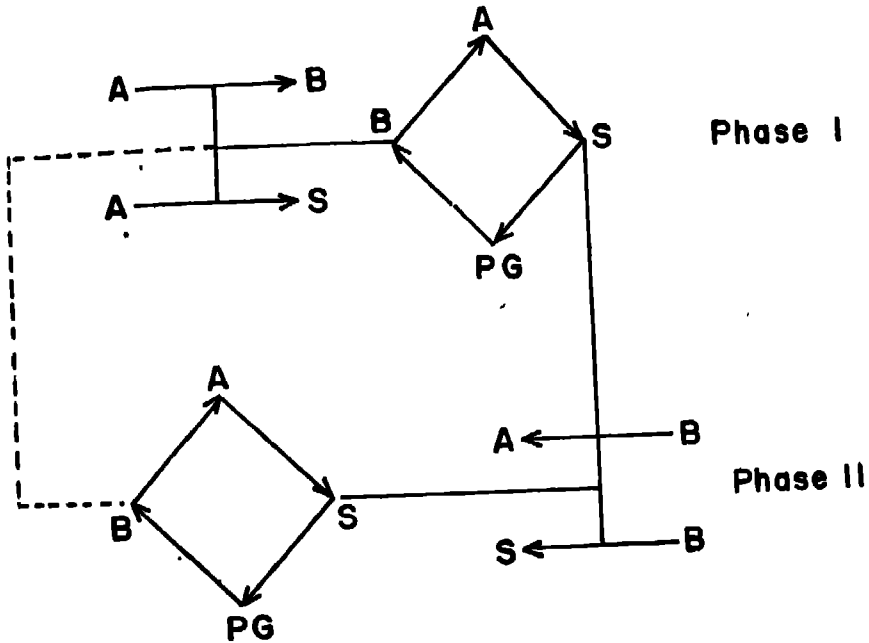 A
A B
B S Phase I
A S
PG
A
A B
Phase II
B S
S B
PG